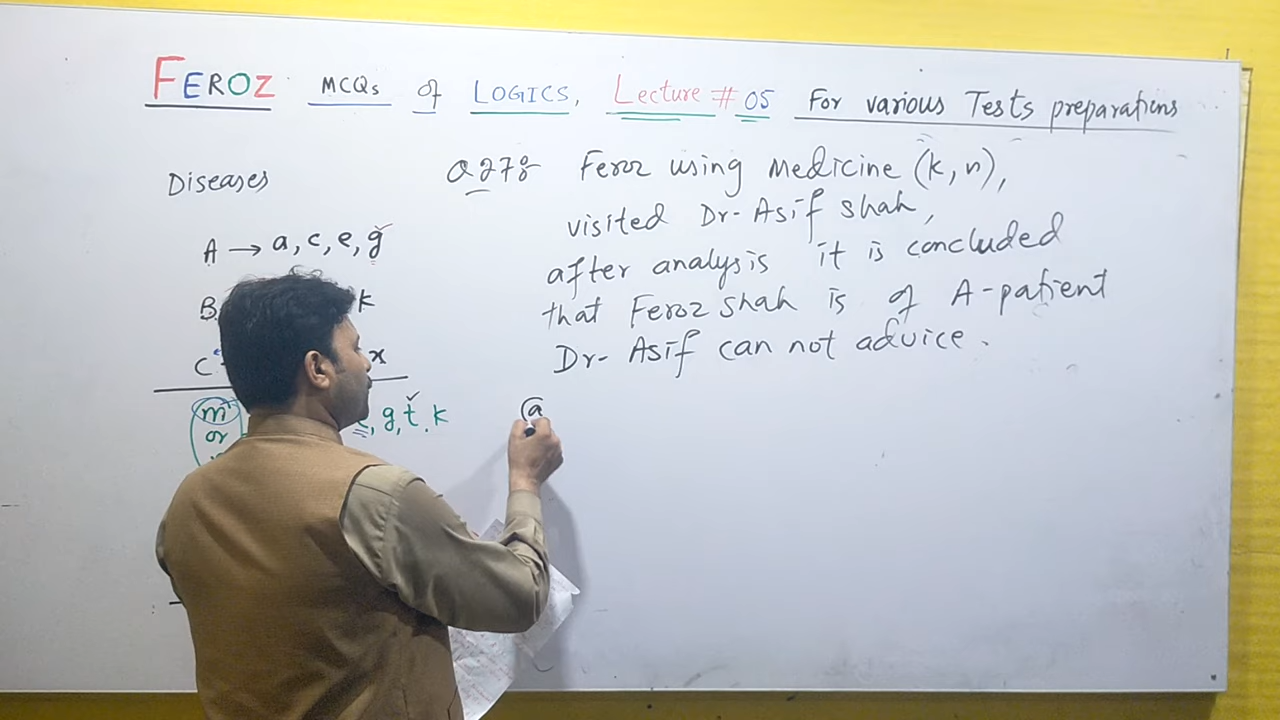 FEROZ MCQs of LOGICS, Lecture # 05 For various Tests preparations
Diseases
A → a, c, e, g
B k
C x
m or
g, t, k
Q27: Feroz using medicine (k, n),
visited Dr-Asif shah,
after analysis it is concluded
that Feroz shah is of A-patient
Dr- Asif can not advice.
(a